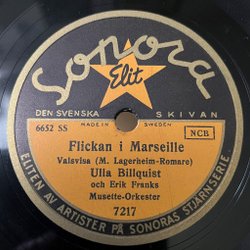 Sonora
Elit
DEN SVENSKA SKIVAN
6652 SS MADE IN SWEDEN NCB
Flickan i Marseille
Valsvisa (M. Lagerheim-Romare)
Ulla Billquist
och Erik Franks
Musette-Orkester
7217
ELITEN AV ARTISTER PÅ SONORAS STJÄRNSERIE